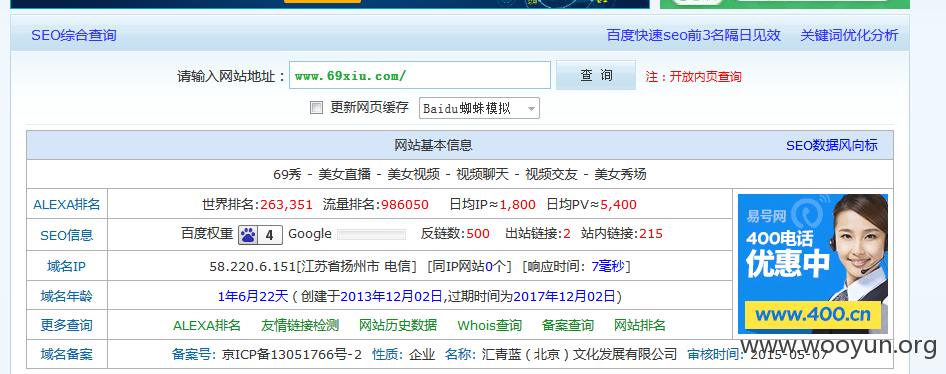 SEO综合查询 百度快速seo前3名隔日见效 关键词优化分析
请输入网站地址： www.69xiu.com/ 查 询 注：开放内页查询
更新网页缓存 Baidu蜘蛛模拟
网站基本信息 SEO数据风向标
69秀 - 美女直播 - 美女视频 - 视频聊天 - 视频交友 - 美女秀场
ALEXA排名 世界排名:263,351 流量排名:986050 日均IP≈1,800 日均PV≈5,400
SEO信息 百度权重 4 Google 反链数:500 出站链接:2 站内链接:215
域名IP 58.220.6.151[江苏省扬州市 电信] [同IP网站0个] [响应时间：7毫秒]
域名年龄 1年6月22天 ( 创建于2013年12月02日,过期时间为2017年12月02日)
更多查询 ALEXA排名 友情链接检测 网站历史数据 Whois查询 备案查询 网站排名
域名备案 备案号: 京ICP备13051766号-2 性质: 企业 名称: 汇青蓝（北京）文化发展有限公司 审核时间: 2015-05-07
易号网
400电话
优惠中
www.400.cn
www.wooyun.org